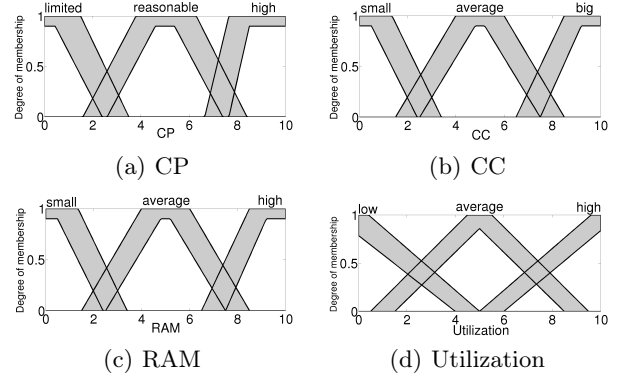 limited reasonable high
Degree of membership
1
0.5
0
0 2 4 6 8 10
CP
(a) CP
small average big
Degree of membership
1
0.5
0
0 2 4 6 8 10
CC
(b) CC
small average high
Degree of membership
1
0.5
0
0 2 4 6 8 10
RAM
(c) RAM
low average high
Degree of membership
1
0.5
0
0 2 4 6 8 10
Utilization
(d) Utilization